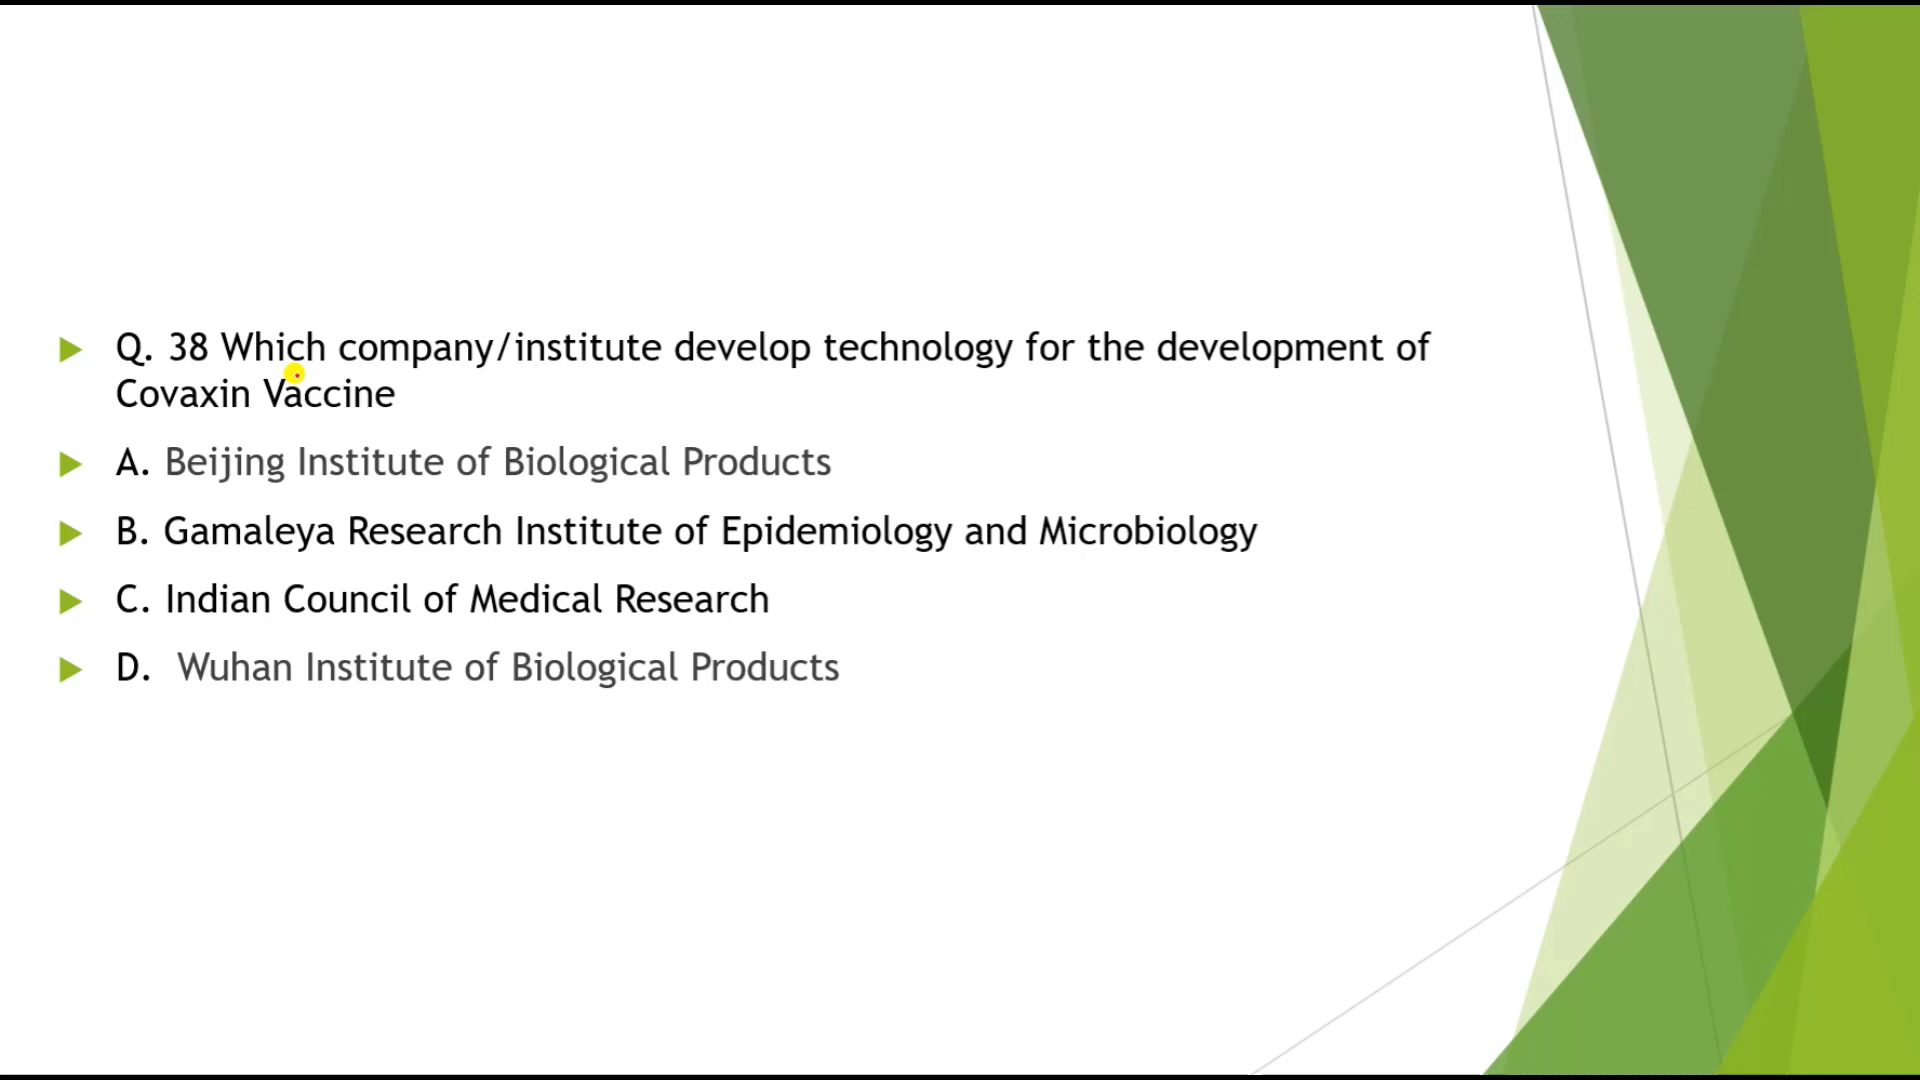 Q. 38 Which company/institute develop technology for the development of
Covaxin Vaccine
A. Beijing Institute of Biological Products
B. Gamaleya Research Institute of Epidemiology and Microbiology
C. Indian Council of Medical Research
D. Wuhan Institute of Biological Products